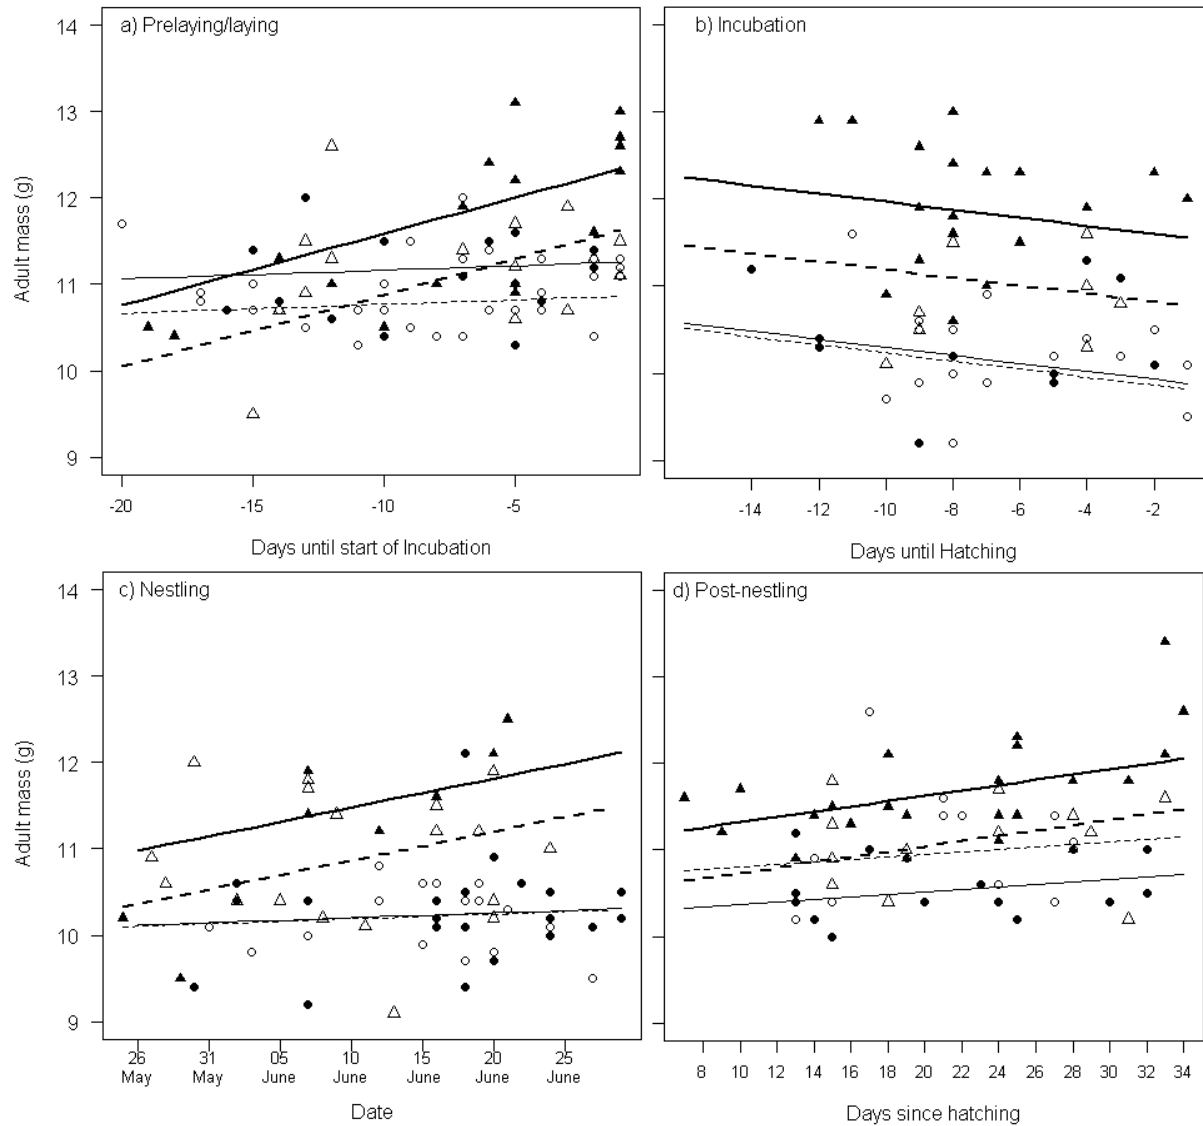 a) Prelaying/laying
14
13
12
11
10
9
Adult mass (g)
-20 -15 -10 -5
Days until start of Incubation
b) Incubation
-14 -12 -10 -8 -6 -4 -2
Days until Hatching
c) Nestling
14
13
12
11
10
9
Adult mass (g)
26 31 05 10 15 20 25
May May June June June June June
Date
d) Post-nestling
8 10 12 14 16 18 20 22 24 26 28 30 32 34
Days since hatching